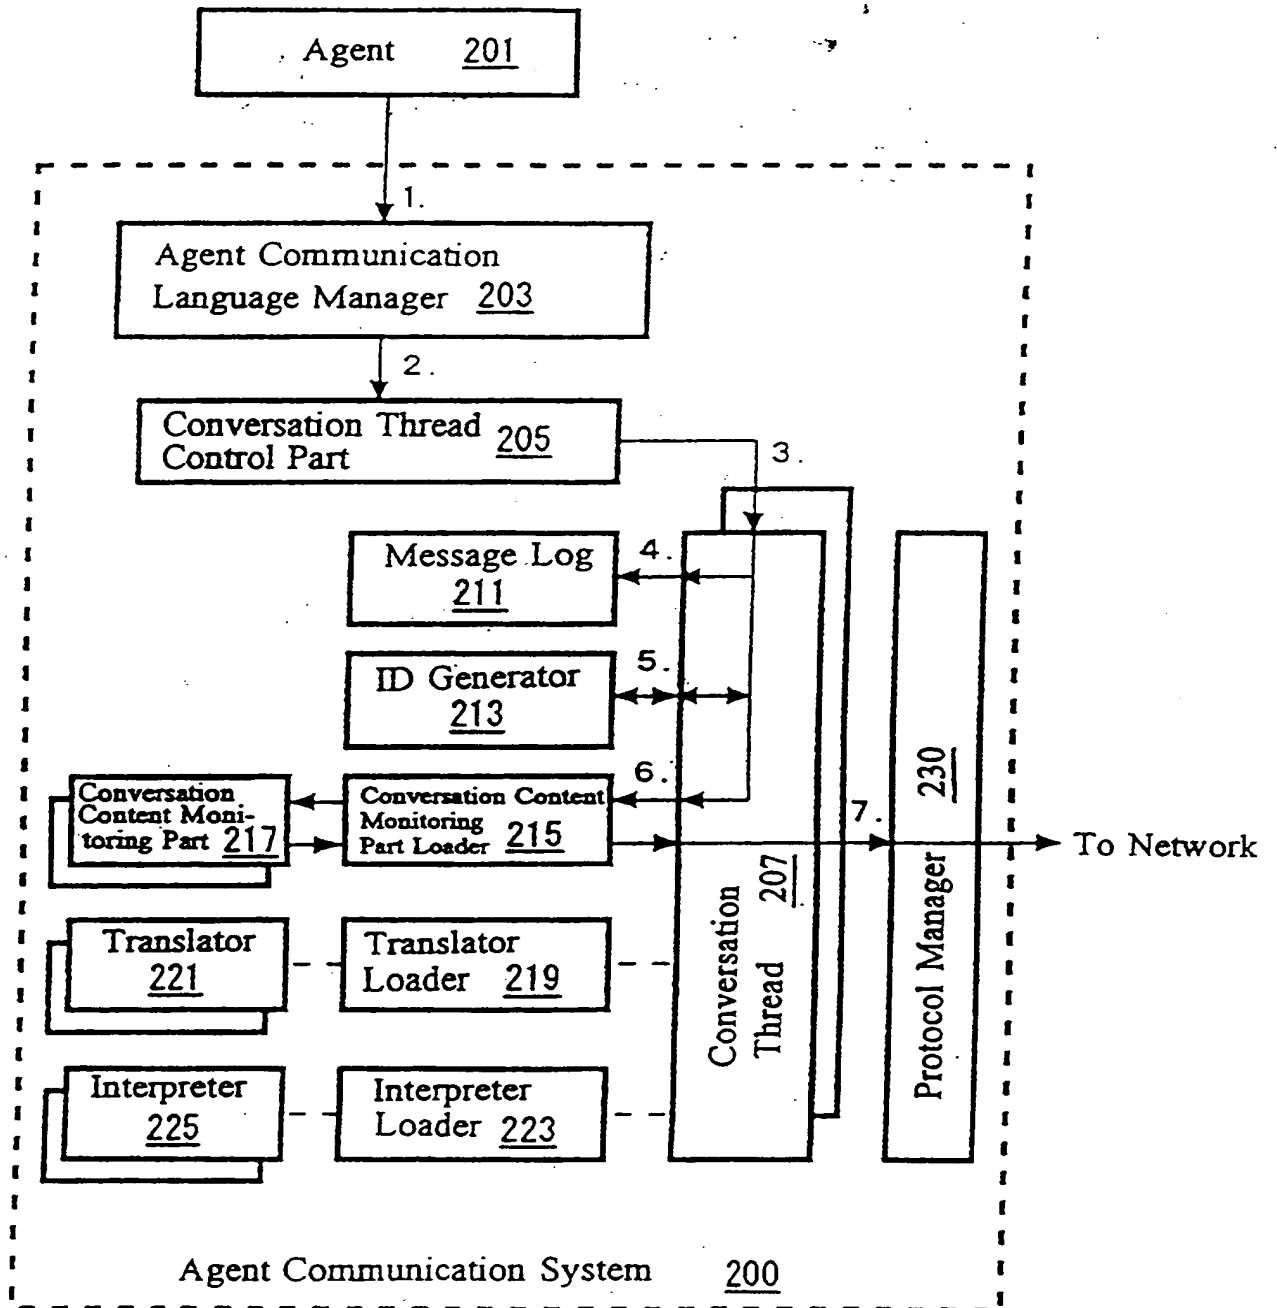 Agent 201
1.
Agent Communication
Language Manager 203
2.
Conversation Thread
Control Part 205
3.
Message Log
211
4.
ID Generator
213
5.
6.
Conversation
Content Moni-
toring Part 217
Conversation Content
Monitoring
Part Loader 215
7.
To Network
Translator
221
Translator
Loader 219
Interpreter
225
Interpreter
Loader 223
Conversation
Thread 207
Protocol Manager 230
Agent Communication System 200